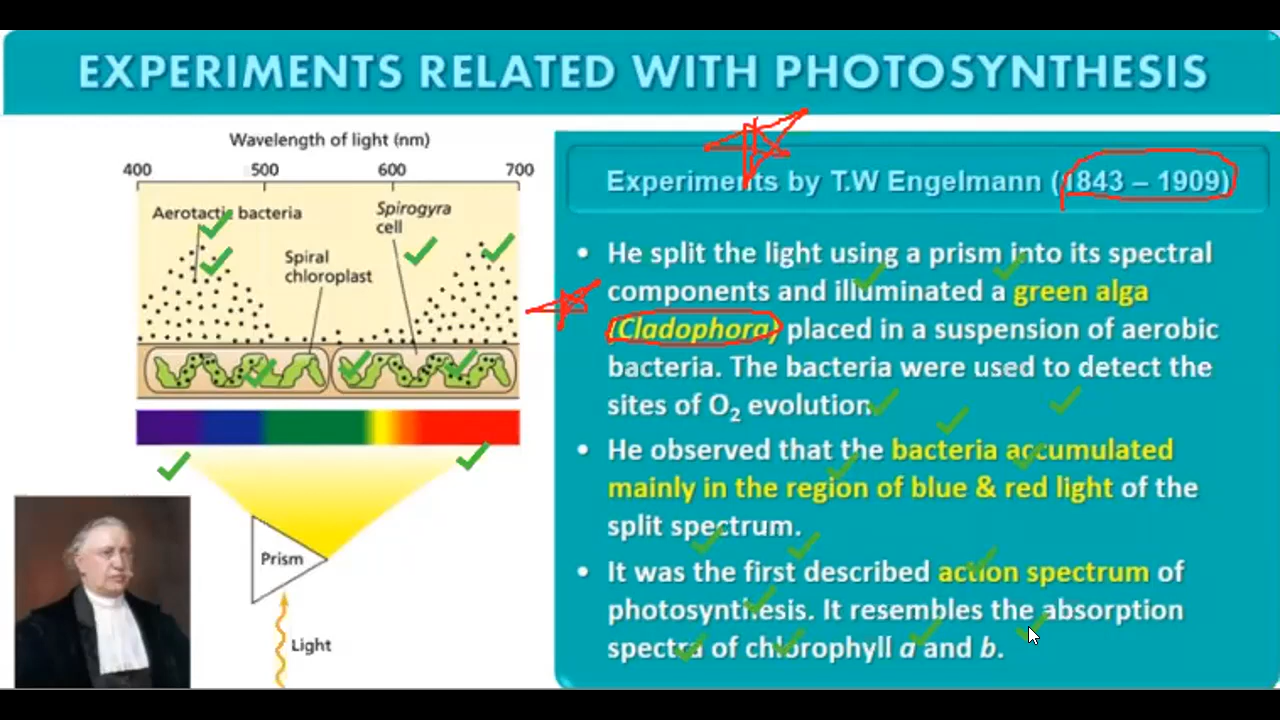 EXPERIMENTS RELATED WITH PHOTOSYNTHESIS
Wavelength of light (nm)
400 500 600 700
Aerotactic bacteria
Spirogyra
cell
Spiral
chloroplast
Prism
Light
Experiments by T.W Engelmann (1843 – 1909)
• He split the light using a prism into its spectral
components and illuminated a green alga
(Cladophora) placed in a suspension of aerobic
bacteria. The bacteria were used to detect the
sites of O₂ evolution.
• He observed that the bacteria accumulated
mainly in the region of blue & red light of the
split spectrum.
• It was the first described action spectrum of
photosynthesis. It resembles the absorption
spectra of chlorophyll a and b.